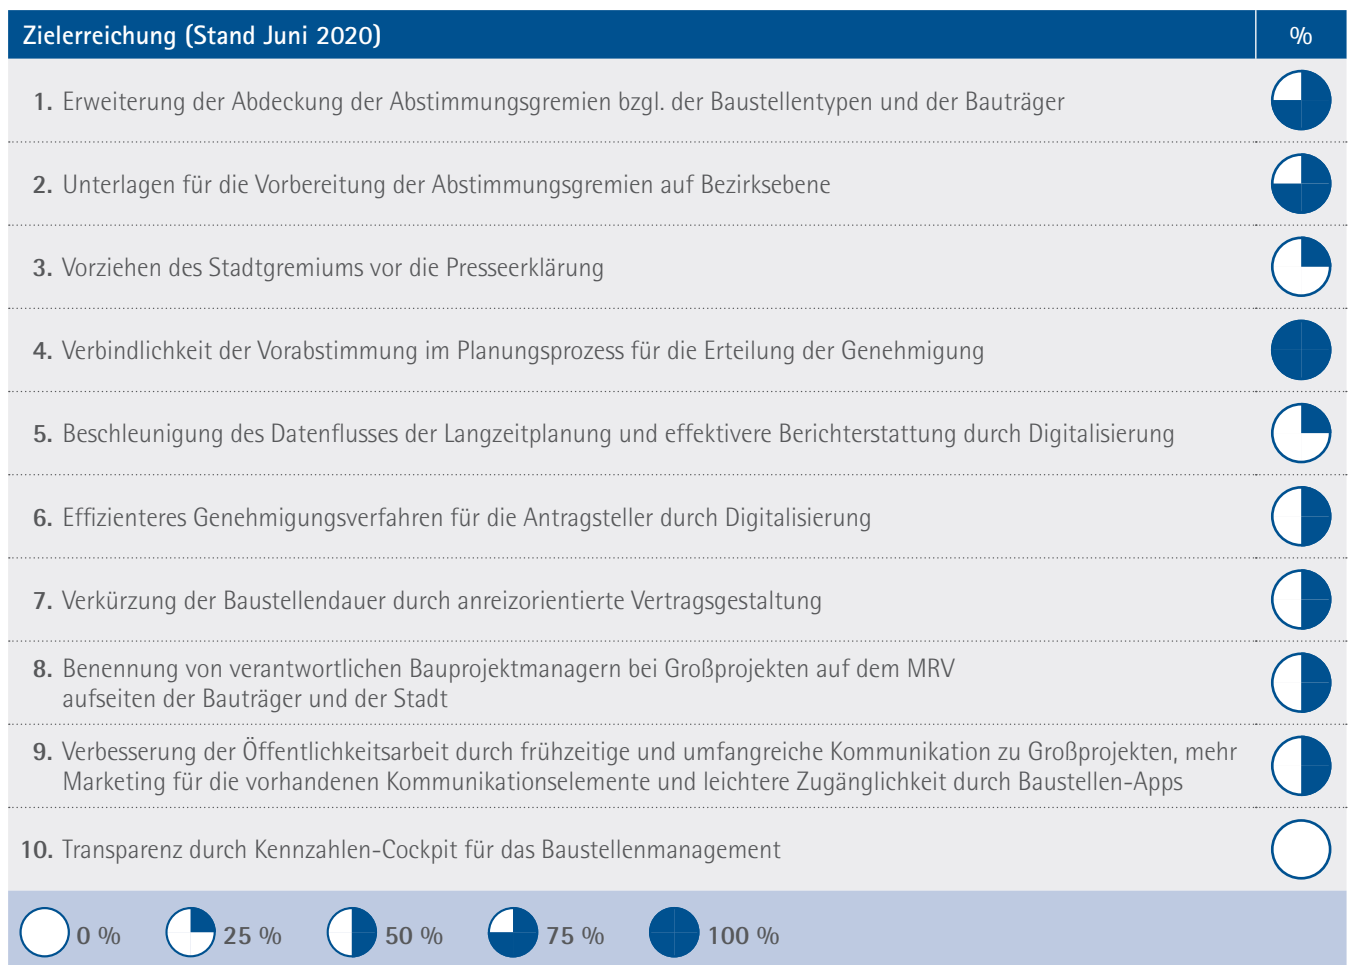 Zielerreichung (Stand Juni 2020) %
1. Erweiterung der Abdeckung der Abstimmungsgremien bzgl. der Baustellentypen und der Bauträger
2. Unterlagen für die Vorbereitung der Abstimmungsgremien auf Bezirksebene
3. Vorziehen des Stadtgremiums vor die Presseerklärung
4. Verbindlichkeit der Vorabstimmung im Planungsprozess für die Erteilung der Genehmigung
5. Beschleunigung des Datenflusses der Langzeitplanung und effektivere Berichterstattung durch Digitalisierung
6. Effizienteres Genehmigungsverfahren für die Antragsteller durch Digitalisierung
7. Verkürzung der Baustellendauer durch anreizorientierte Vertragsgestaltung
8. Benennung von verantwortlichen Bauprojektmanagern bei Großprojekten auf dem MRV
aufseiten der Bauträger und der Stadt
9. Verbesserung der Öffentlichkeitsarbeit durch frühzeitige und umfangreiche Kommunikation zu Großprojekten, mehr
Marketing für die vorhandenen Kommunikationselemente und leichtere Zugänglichkeit durch Baustellen-Apps
10. Transparenz durch Kennzahlen-Cockpit für das Baustellenmanagement
0 % 25 % 50 % 75 % 100 %